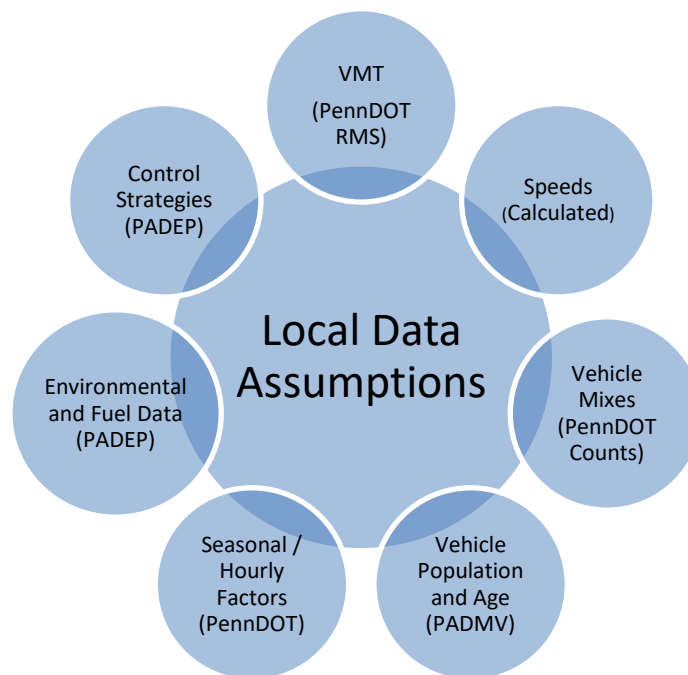 VMT
(PennDOT
RMS)
Control
Strategies
(PADEP)
Speeds
(Calculated)
Local Data
Assumptions
Environmental
and Fuel Data
(PADEP)
Vehicle
Mixes
(PennDOT
Counts)
Seasonal /
Hourly
Factors
(PennDOT)
Vehicle
Population
and Age
(PADMV)